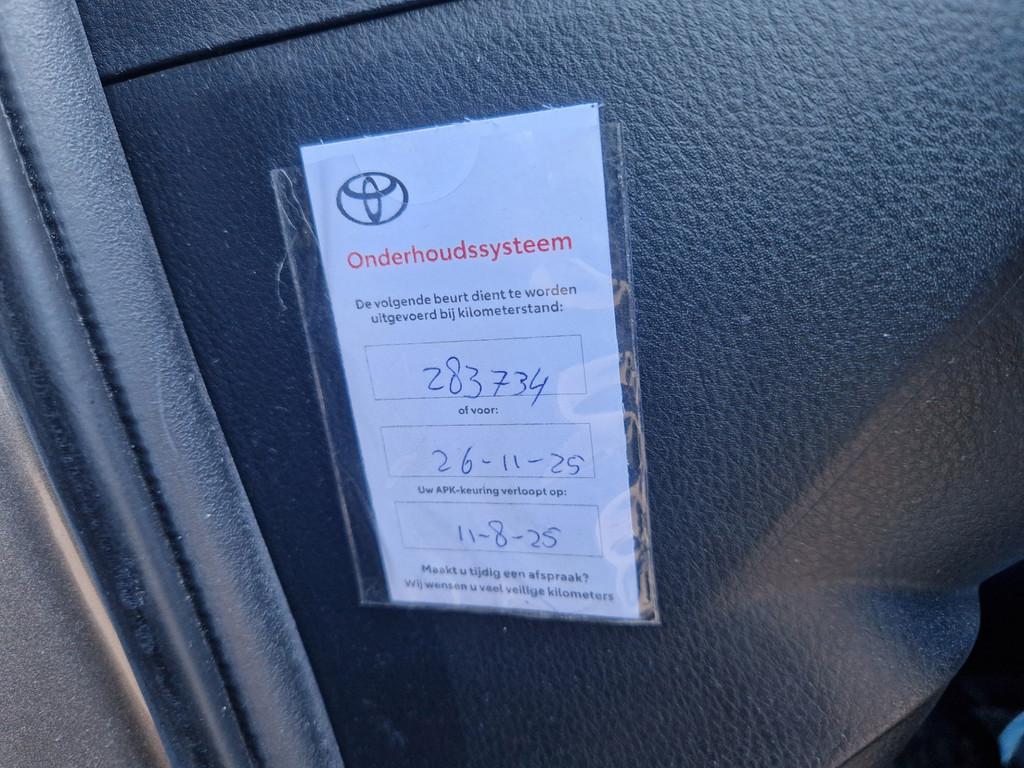 Onderhoudssysteem
De volgende beurt dient te worden
uitgevoerd bij kilometerstand:
283734
of voor:
26-11-25
Uw APK-keuring verloopt op:
11-8-25
Maakt u tijdig een afspraak?
Wij wensen u veel veilige kilometers